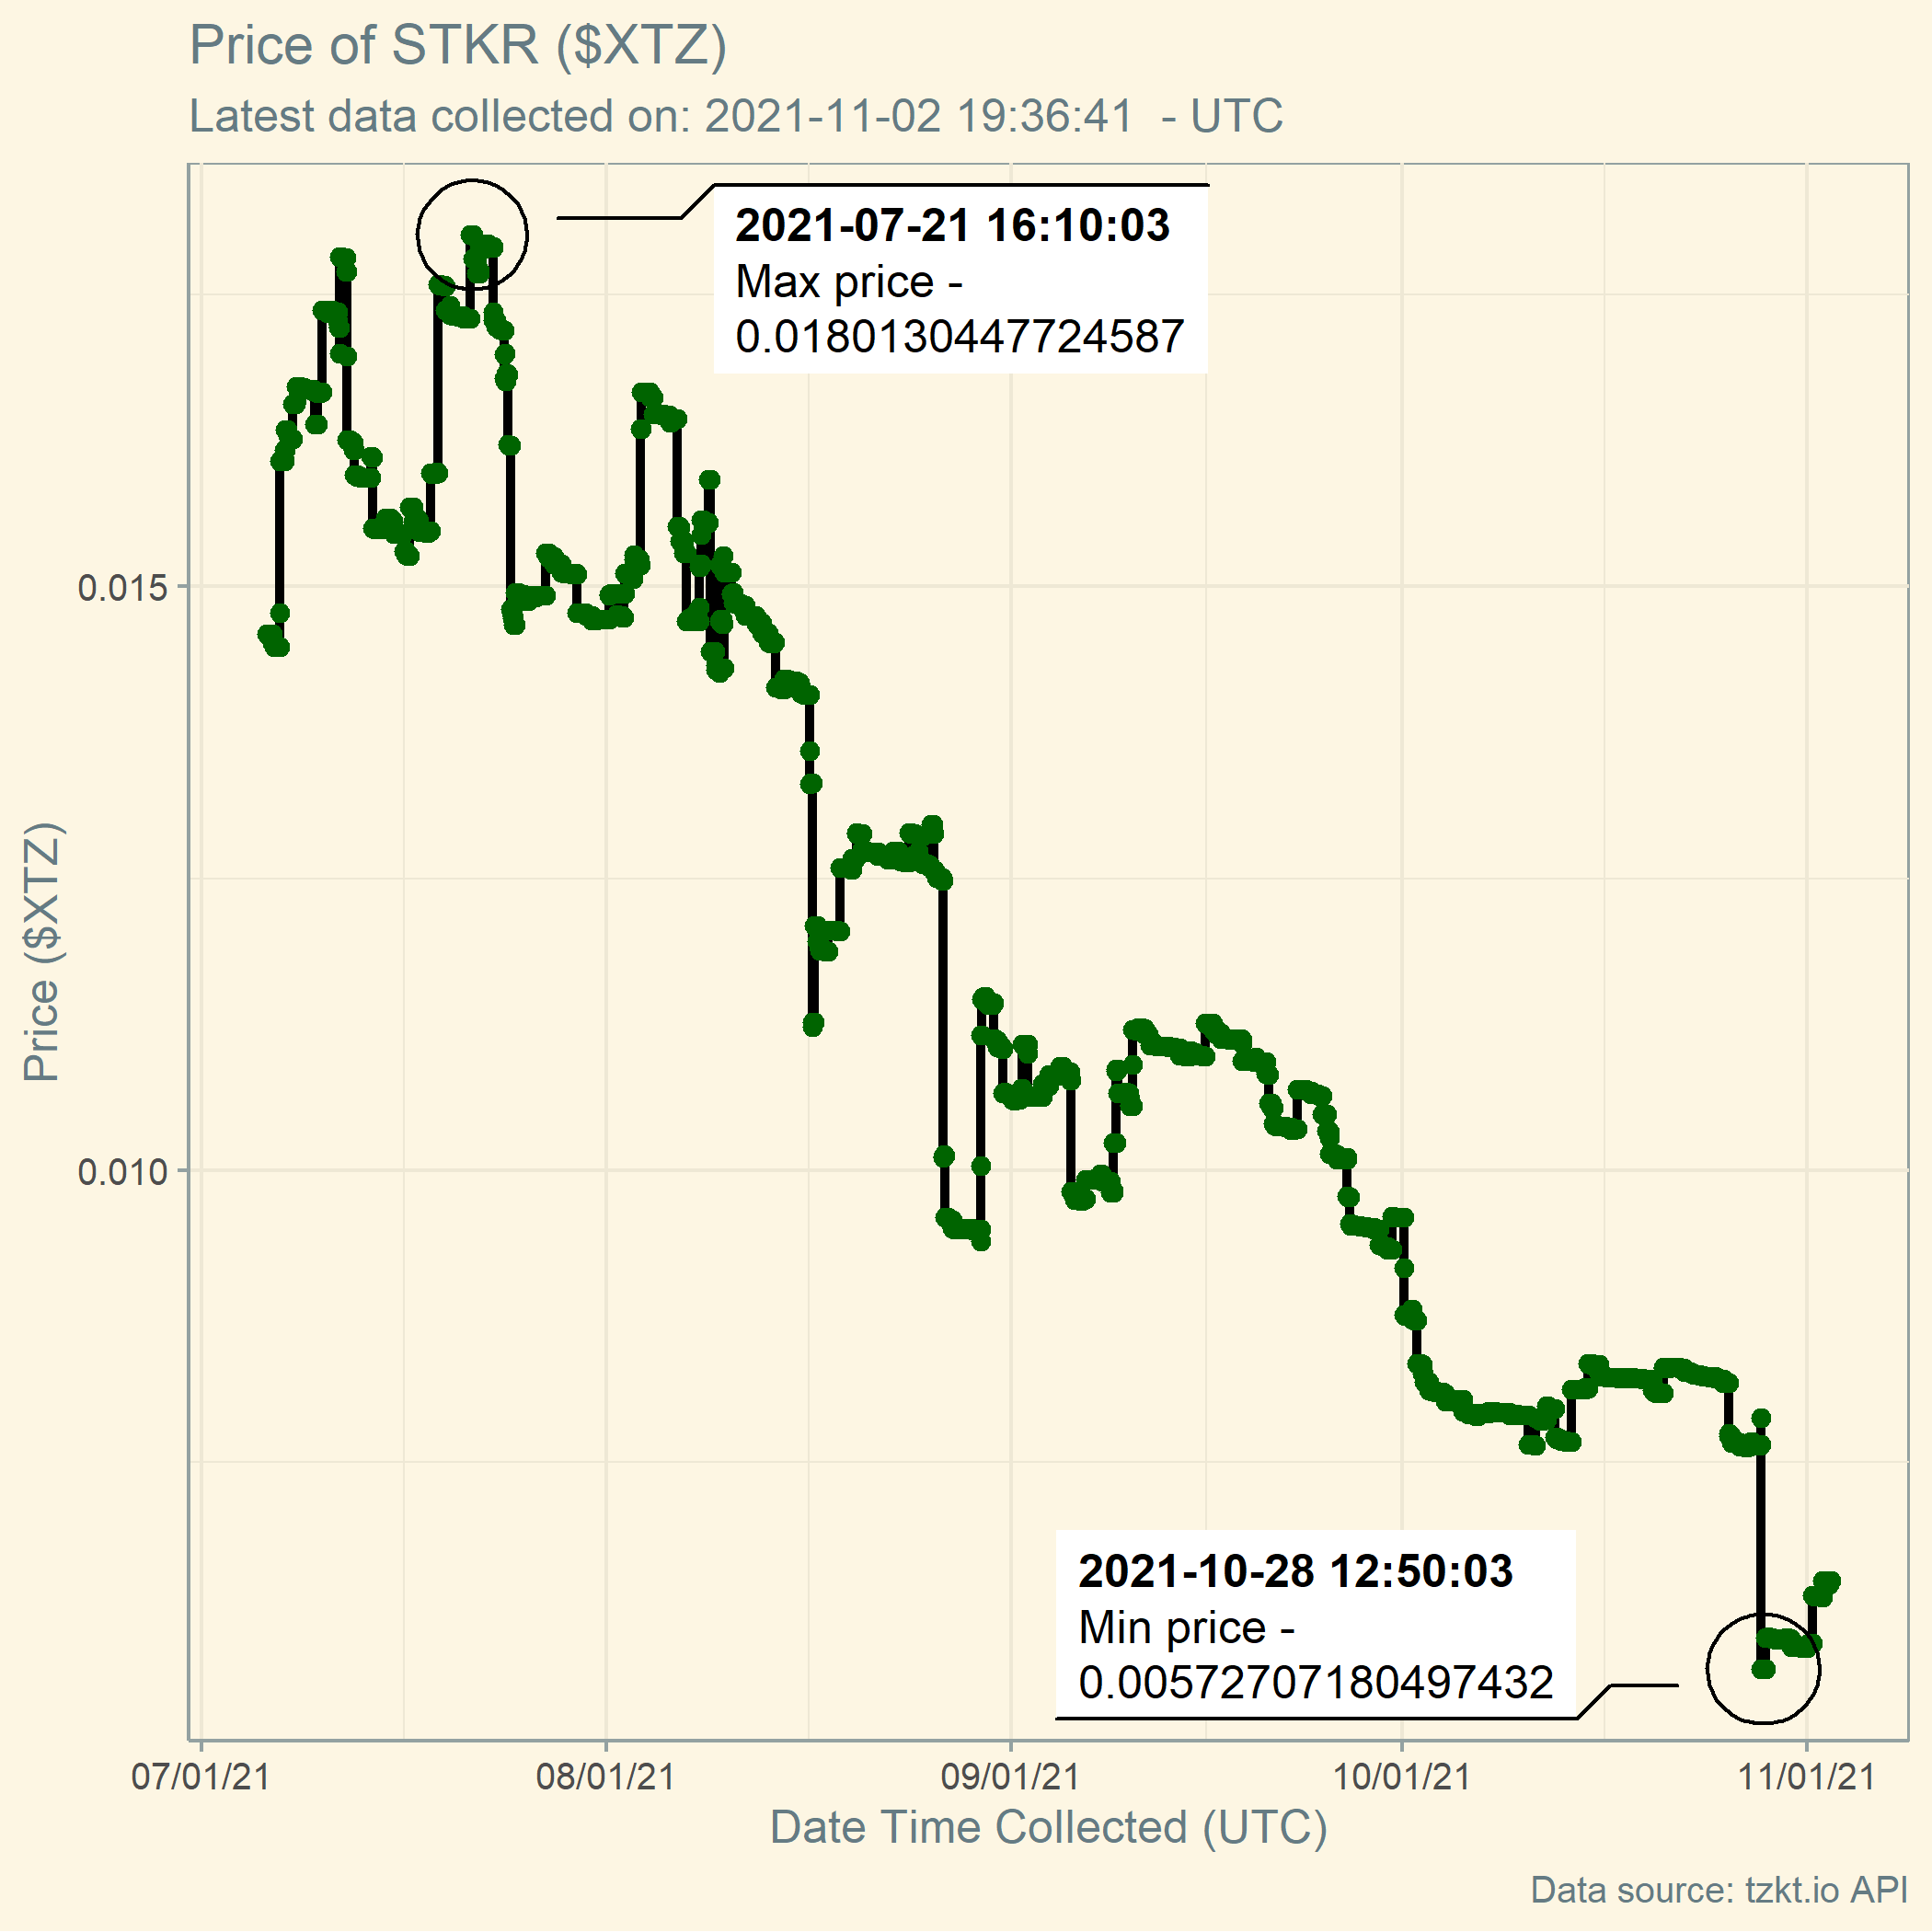 Price of STKR ($XTZ)
Latest data collected on: 2021-11-02 19:36:41  - UTC
2021-07-21 16:10:03
Max price -
0.0180130447724587
0.015
Price ($XTZ)
0.010
2021-10-28 12:50:03
Min price -
0.00572707180497432
07/01/21
08/01/21
09/01/21
10/01/21
11/01/21
Date Time Collected (UTC)
Data source: tzkt.io API